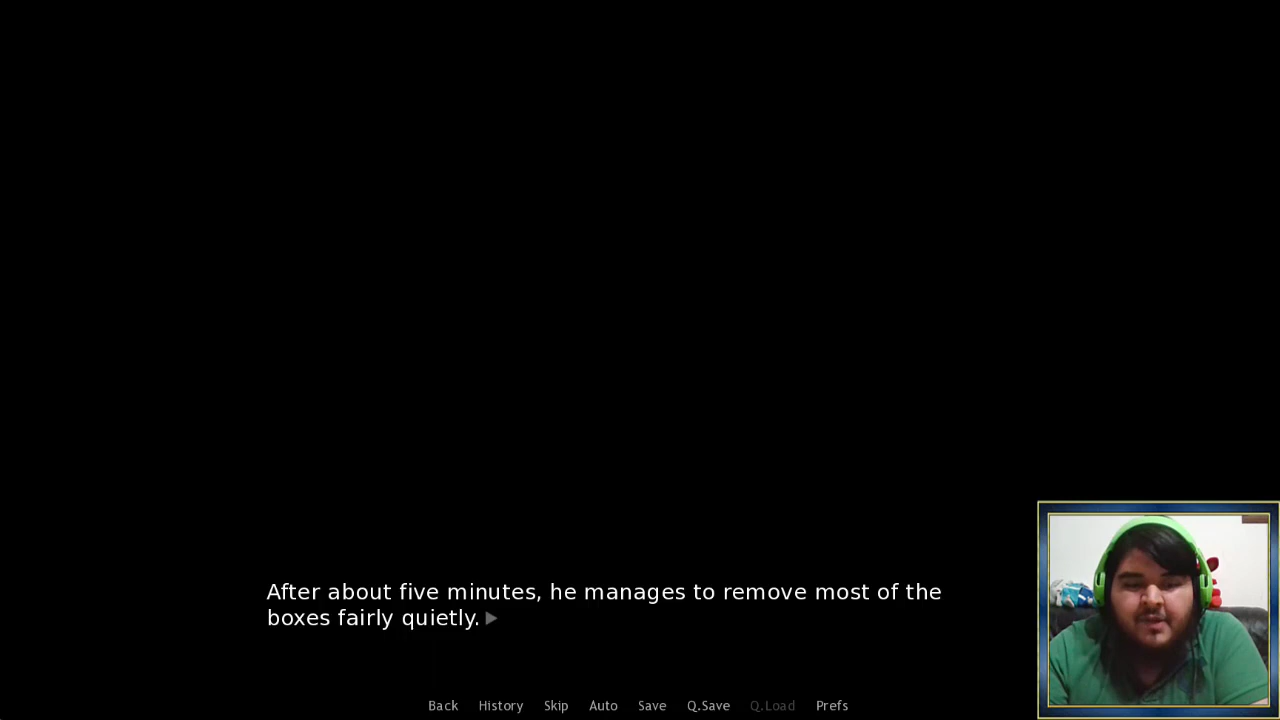 After about five minutes, he manages to remove most of the
boxes fairly quietly.
Back History Skip Auto Save Q.Save Q.Load Prefs